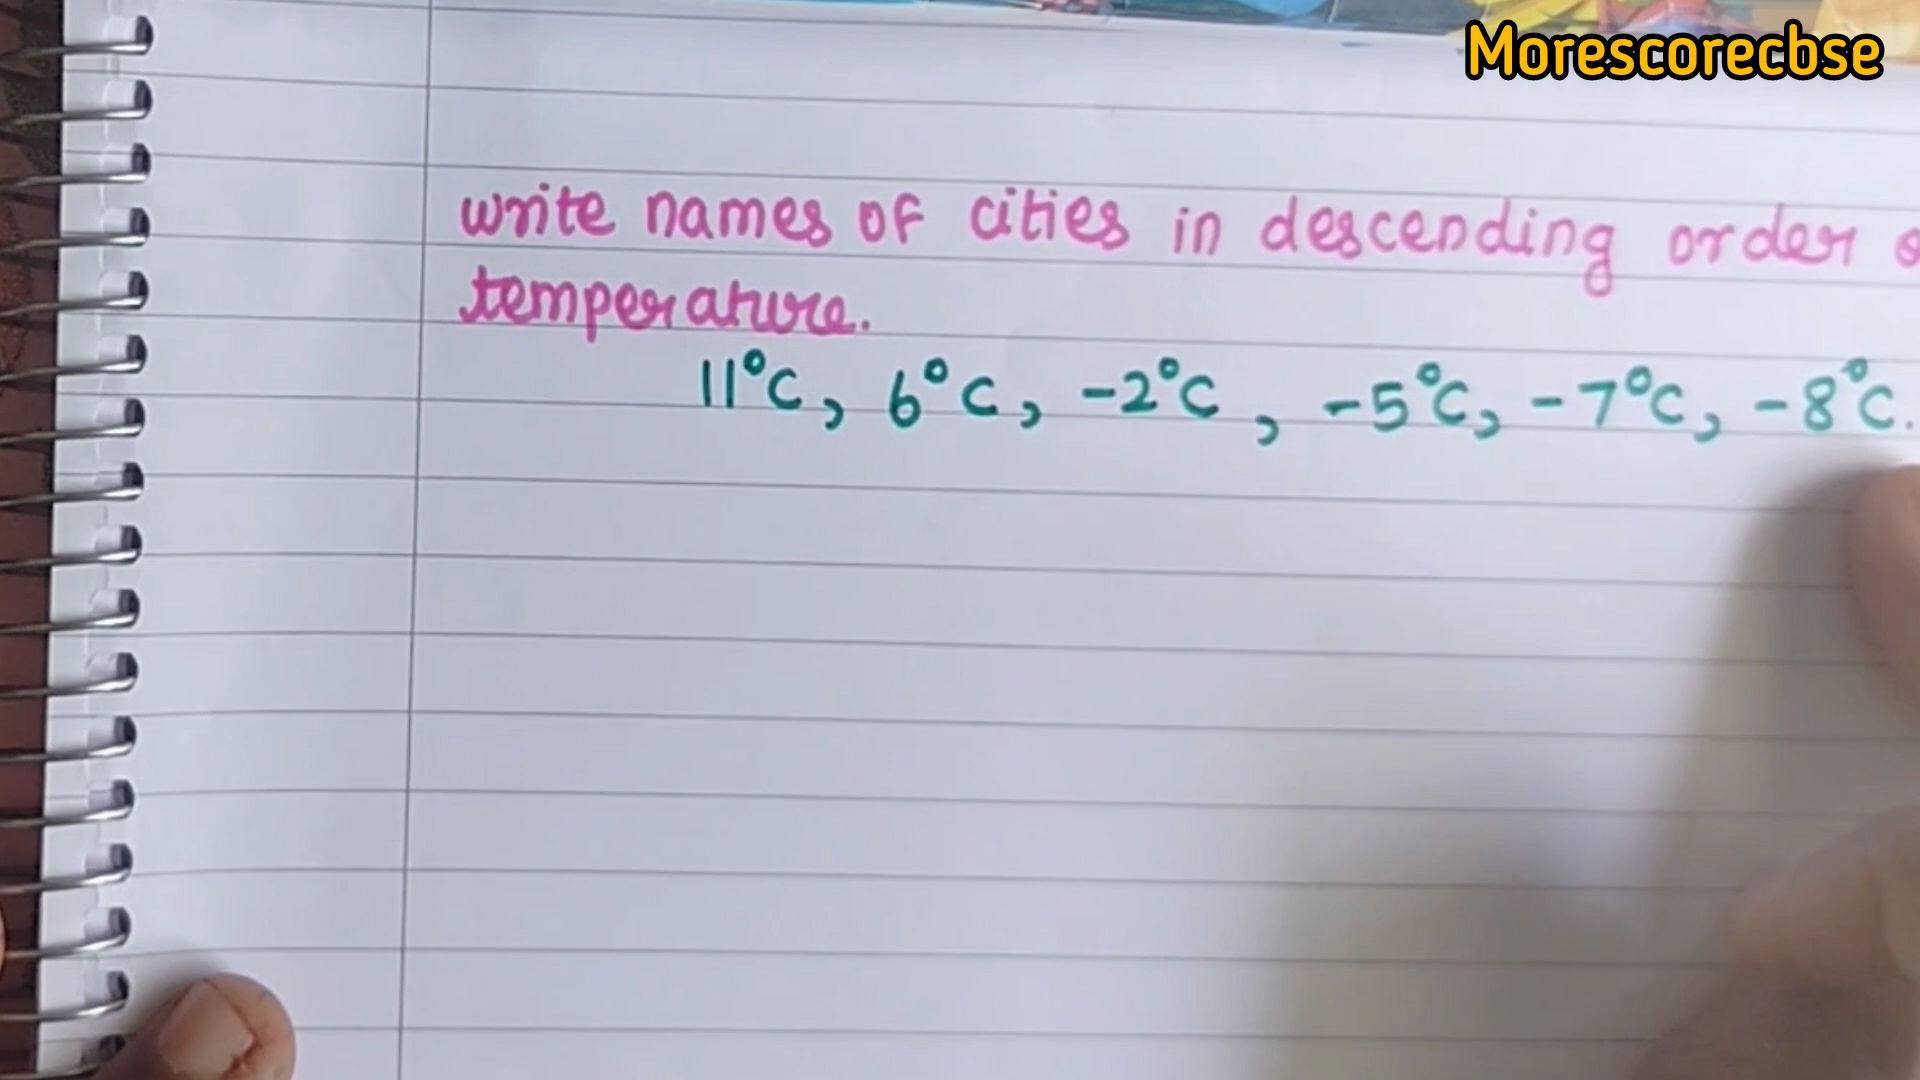 Morescorecbse
write names of cities in descending order
temperature.
11°C, 6°C, -2°C, -5°C, -7°C, -8°C.